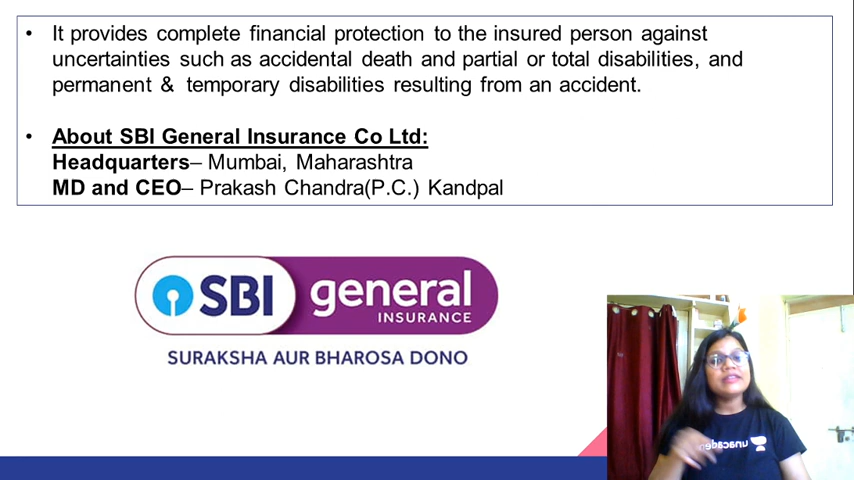 • It provides complete financial protection to the insured person against
uncertainties such as accidental death and partial or total disabilities, and
permanent & temporary disabilities resulting from an accident.
• About SBI General Insurance Co Ltd:
Headquarters– Mumbai, Maharashtra
MD and CEO– Prakash Chandra(P.C.) Kandpal
SBI general
INSURANCE
SURAKSHA AUR BHAROSA DONO
unacadem